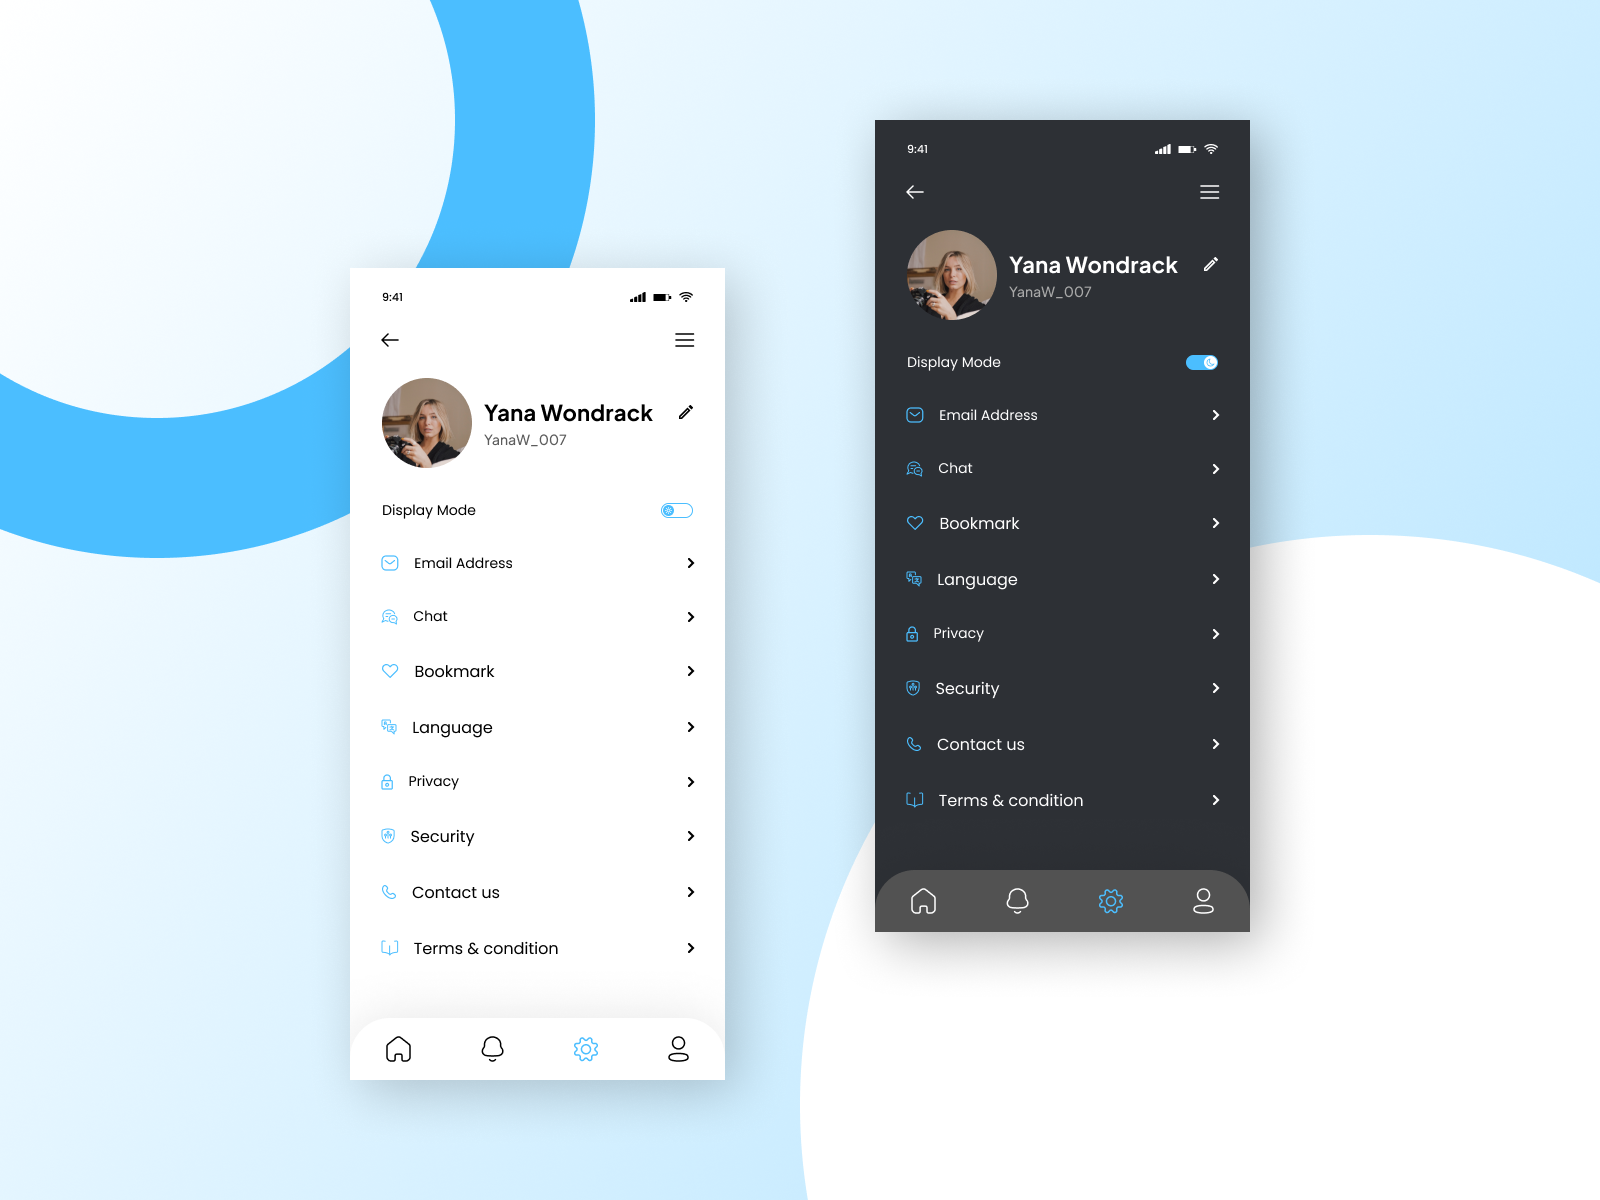 9:41
Yana Wondrack
YanaW_007
Display Mode
Email Address
Chat
Bookmark
Language
Privacy
Security
Contact us
Terms & condition
9:41
Yana Wondrack
YanaW_007
Display Mode
Email Address
Chat
Bookmark
Language
Privacy
Security
Contact us
Terms & condition